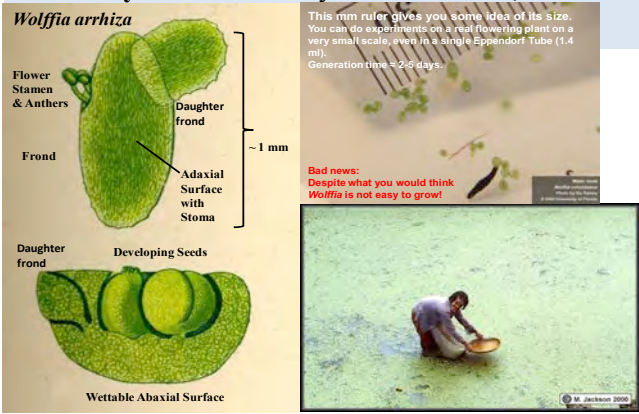 Wolffia arrhiza
Flower
Stamen
& Anthers
Daughter
frond
~ 1 mm
Frond
Adaxial
Surface
with
Stoma
Daughter
frond
Developing Seeds
Wettable Abaxial Surface
This mm ruler gives you some idea of its size.
You can do experiments on a real flowering plant on a
very small scale, even in a single Eppendorf Tube (1.4
ml).
Generation time = 2-5 days.
Bad news:
Despite what you would think
Wolffia is not easy to grow!
© M. Jackson 2000